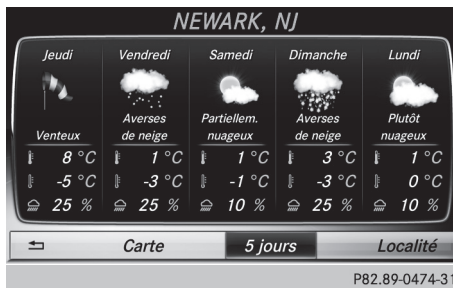 NEWARK, NJ
Jeudi Vendredi Samedi Dimanche Lundi
Averses Partiellem. Averses Plutôt
Venteux de neige nuageux de neige nuageux
8 °C 1 °C 1 °C 3 °C 1 °C
-5 °C -3 °C -1 °C -3 °C 0 °C
25 % 25 % 10 % 25 % 10 %
Carte 5 jours Localité
P82.89-0474-31